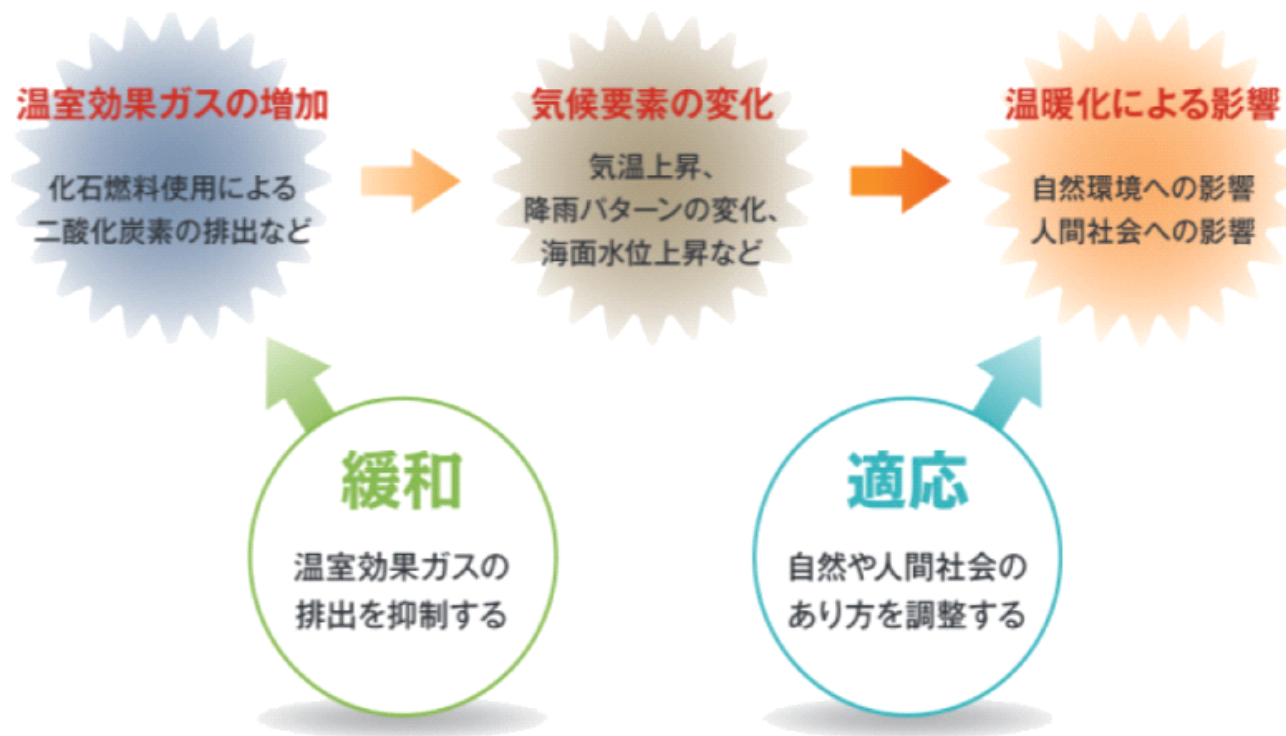 温室効果ガスの増加
化石燃料使用による
二酸化炭素の排出など
気候要素の変化
気温上昇、
降雨パターンの変化、
海面水位上昇など
温暖化による影響
自然環境への影響
人間社会への影響
緩和
温室効果ガスの
排出を抑制する
適応
自然や人間社会の
あり方を調整する